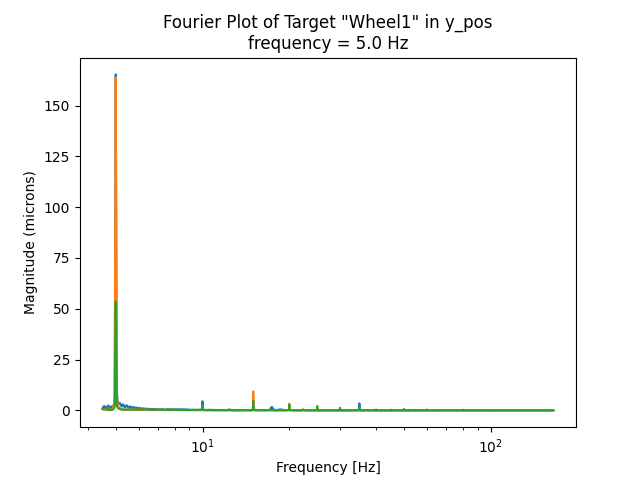 Fourier Plot of Target "Wheel1" in y_pos
frequency = 5.0 Hz
Magnitude (microns)
150
125
100
75
50
25
0
10¹
10²
Frequency [Hz]